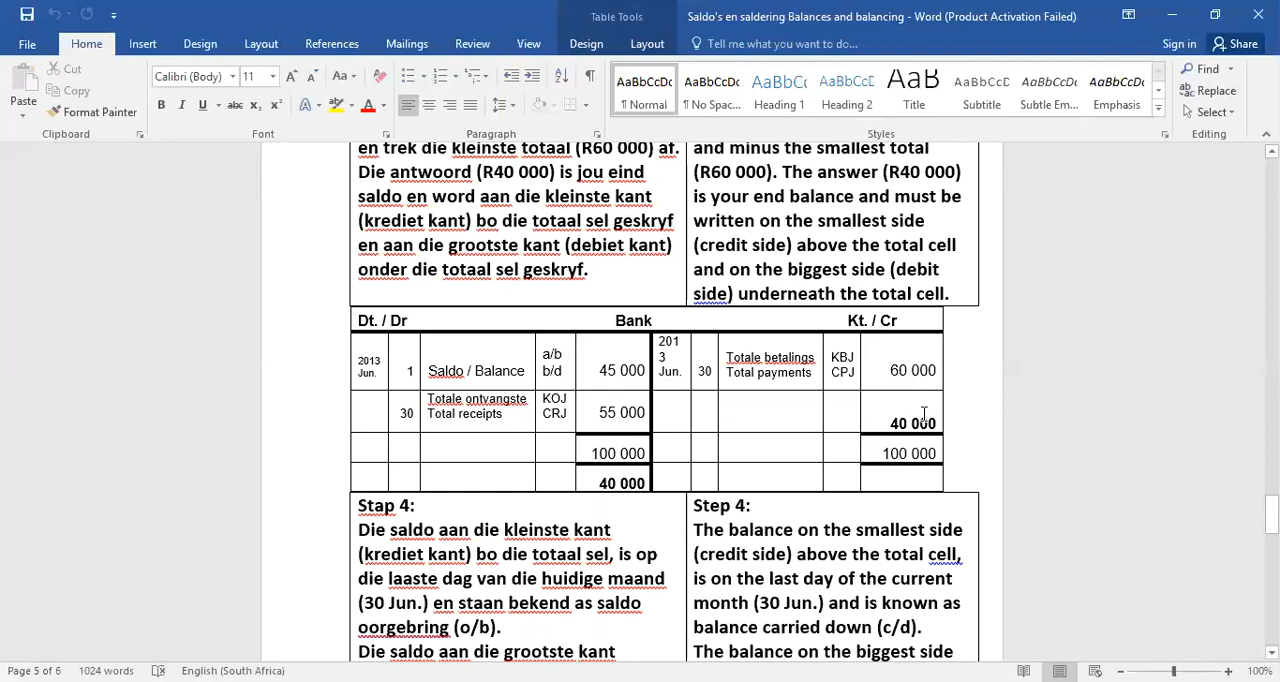 Table Tools
Saldo's en saldering Balances and balancing - Word (Product Activation Failed)
File Home Insert Design Layout References Mailings Review View Design Layout Tell me what you want to do... Sign in Share
Paste
Cut
Copy
Format Painter
Calibri (Body) 11
AaBbCcDc AaBbCcDc AaBbCcDc AaBbCcDc AaB AaBbCcDc AaBbCcDc AaBbCcDc
¶ Normal ¶ No Spac... Heading 1 Heading 2 Title Subtitle Subtle Em... Emphasis
Find
Replace
Select
Clipboard Font Paragraph Styles Editing
en trek die kleinste totaal (R60 000) af.
Die antwoord (R40 000) is jou eind
saldo en word aan die kleinste kant
(krediet kant) bo die totaal sel geskryf
en aan die grootste kant (debiet kant)
onder die totaal sel geskryf.
and minus the smallest total
(R60 000). The answer (R40 000)
is your end balance and must be
written on the smallest side
(credit side) above the total cell
and on the biggest side (debit
side) underneath the total cell.
Dt. / Dr Bank Kt. / Cr
2013
Jun. 1 Saldo / Balance a/b
b/d 45 000 201
3
Jun. 30 Totale betalings
Total payments KBJ
CPJ 60 000
30 Totale ontvangste
Total receipts KOJ
CRJ 55 000 40 000
100 000 100 000
40 000
Stap 4:
Die saldo aan die kleinste kant
(krediet kant) bo die totaal sel, is op
die laaste dag van die huidige maand
(30 Jun.) en staan bekend as saldo
oorgebring (o/b).
Die saldo aan die grootste kant
Step 4:
The balance on the smallest side
(credit side) above the total cell,
is on the last day of the current
month (30 Jun.) and is known as
balance carried down (c/d).
The balance on the biggest side
Page 5 of 6 1024 words English (South Africa) 100%